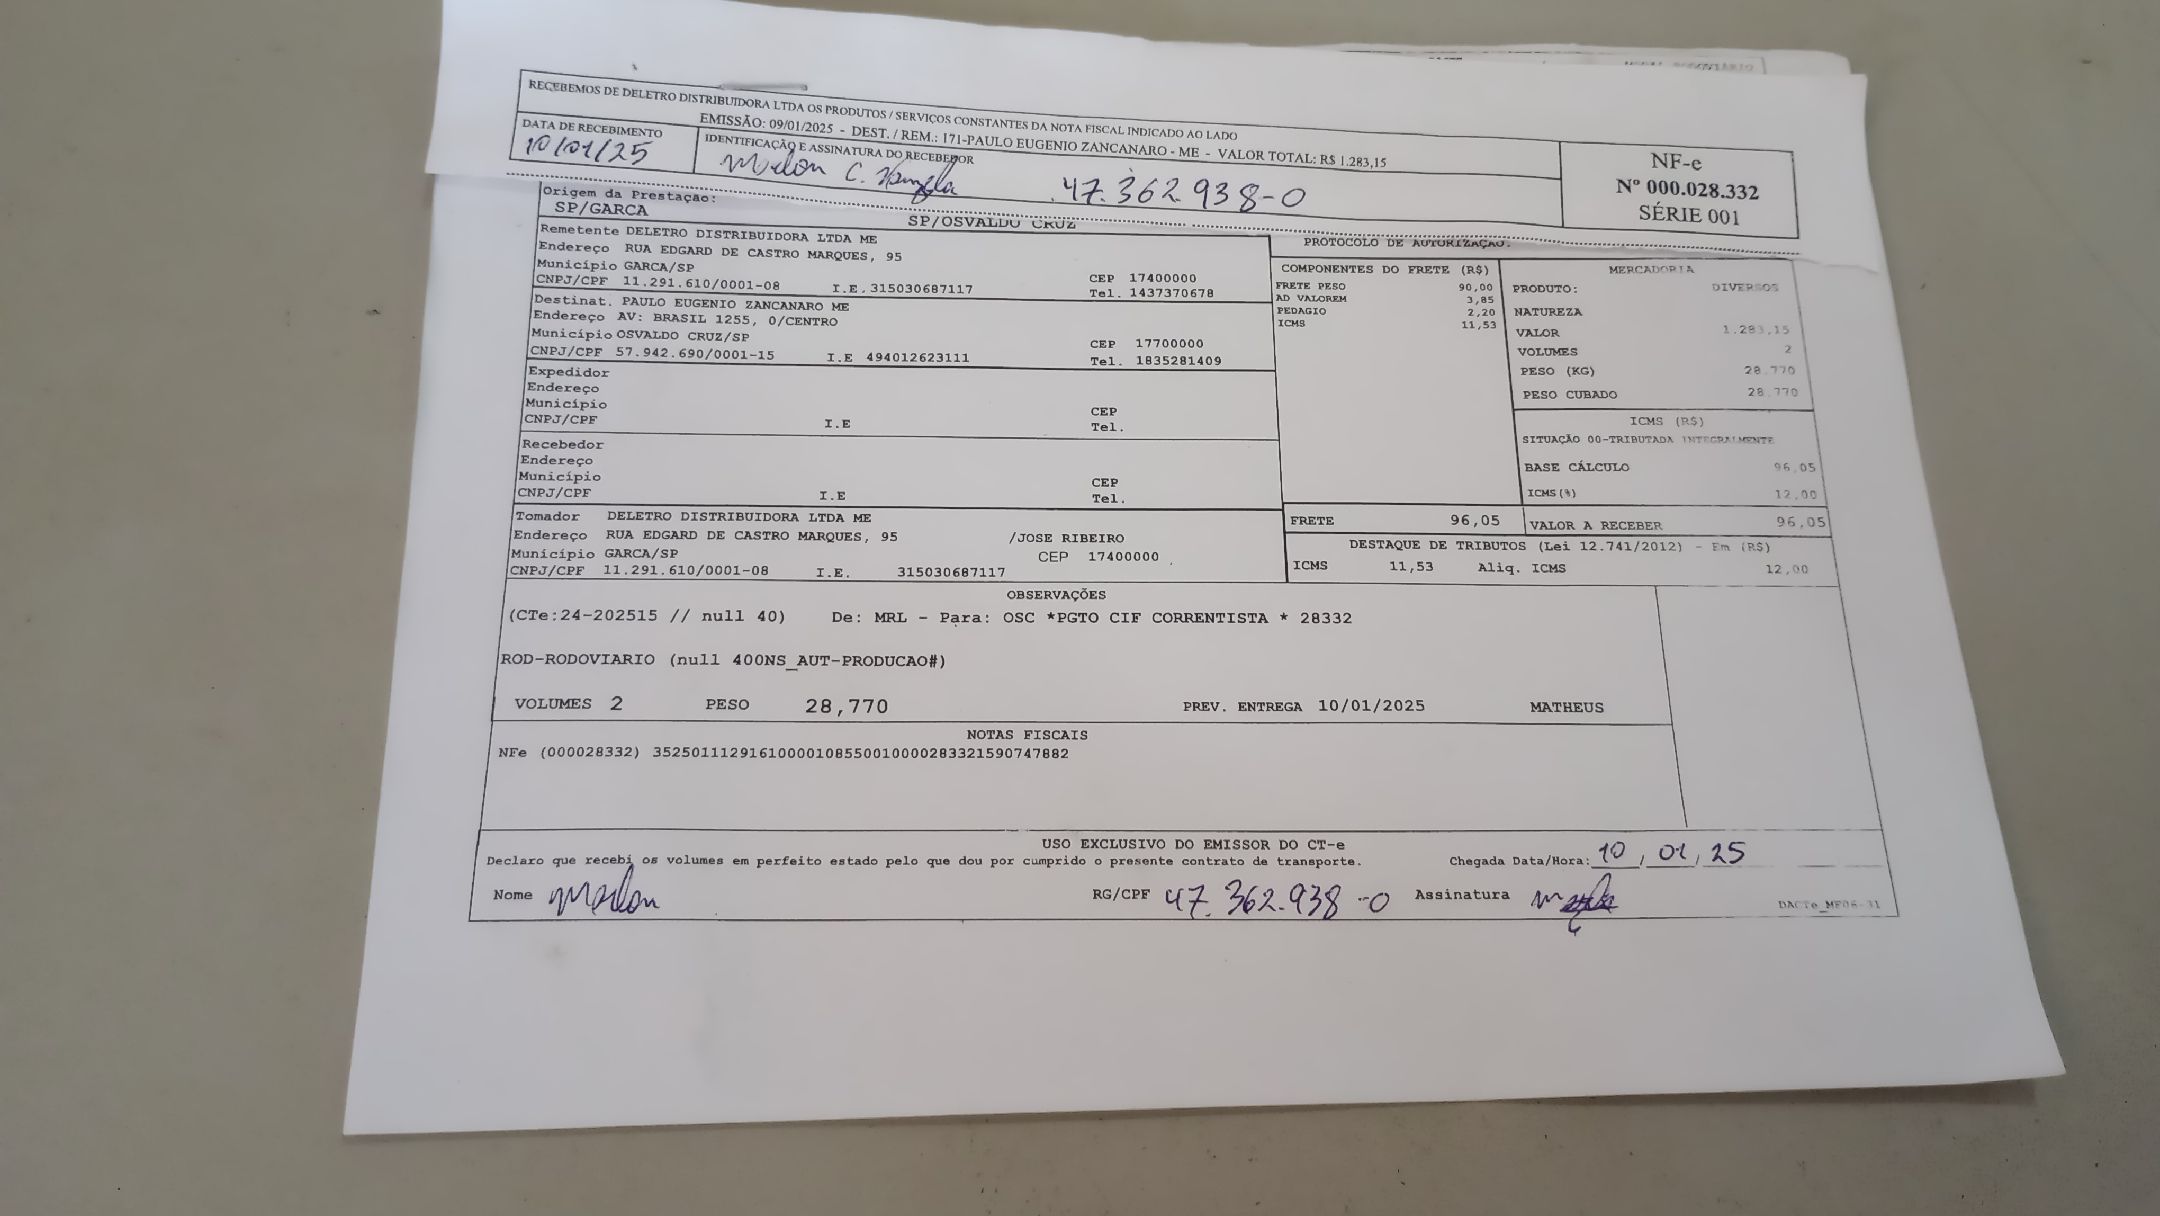 RECEBEMOS DE DELETRO DISTRIBUIDORA LTDA OS PRODUTOS / SERVIÇOS CONSTANTES DA NOTA FISCAL INDICADO AO LADO
EMISSÃO: 09/01/2025 - DEST. / REM.: 171-PAULO EUGENIO ZANCANARO - ME - VALOR TOTAL: R$ 1.283,15
DATA DE RECEBIMENTO
10/01/25
IDENTIFICAÇÃO E ASSINATURA DO RECEBEDOR
C. 47.362.938-0
NF-e
Nº 000.028.332
SÉRIE 001
Origem da Prestação:
SP/GARCA
SP/OSVALDO CRUZ
PROTOCOLO DE AUTORIZAÇÃO:
Remetente DELETRO DISTRIBUIDORA LTDA ME
Endereço RUA EDGARD DE CASTRO MARQUES, 95
Município GARCA/SP CEP 17400000
CNPJ/CPF 11.291.610/0001-08 I.E. 315030687117 Tel. 1437370678
Destinat. PAULO EUGENIO ZANCANARO ME
Endereço AV: BRASIL 1255, 0/CENTRO
Município OSVALDO CRUZ/SP CEP 17700000
CNPJ/CPF 57.942.690/0001-15 I.E 494012623111 Tel. 1835281409
Expedidor
Endereço
Município CEP
CNPJ/CPF I.E Tel.
Recebedor
Endereço
Município CEP
CNPJ/CPF I.E Tel.
Tomador DELETRO DISTRIBUIDORA LTDA ME
Endereço RUA EDGARD DE CASTRO MARQUES, 95 /JOSE RIBEIRO
Município GARCA/SP CEP 17400000
CNPJ/CPF 11.291.610/0001-08 I.E. 315030687117
COMPONENTES DO FRETE (R$)
FRETE PESO 90,00
AD VALOREM 3,85
PEDAGIO 2,20
ICMS 11,53
MERCADORIA
PRODUTO: DIVERSOS
NATUREZA
VALOR 1.283,15
VOLUMES 2
PESO (KG) 28.770
PESO CUBADO 28.770
ICMS (R$)
SITUAÇÃO 00-TRIBUTADA INTEGRALMENTE
BASE CÁLCULO 96,05
ICMS(%) 12,00
FRETE 96,05 VALOR A RECEBER 96,05
DESTAQUE DE TRIBUTOS (Lei 12.741/2012) - Em (R$)
ICMS 11,53 Aliq. ICMS 12,00
OBSERVAÇÕES
(CTe:24-202515 // null 40) De: MRL - Para: OSC *PGTO CIF CORRENTISTA * 28332
ROD-RODOVIARIO (null 400NS_AUT-PRODUCAO#)
VOLUMES 2 PESO 28,770 PREV. ENTREGA 10/01/2025 MATHEUS
NOTAS FISCAIS
NFe (000028332) 35250111291610000108550010000283321590747882
USO EXCLUSIVO DO EMISSOR DO CT-e
Declaro que recebi os volumes em perfeito estado pelo que dou por cumprido o presente contrato de transporte. Chegada Data/Hora: 10 / 01 / 25
Nome Marlon RG/CPF 47.362.938-0 Assinatura
DACTe_MF06-31